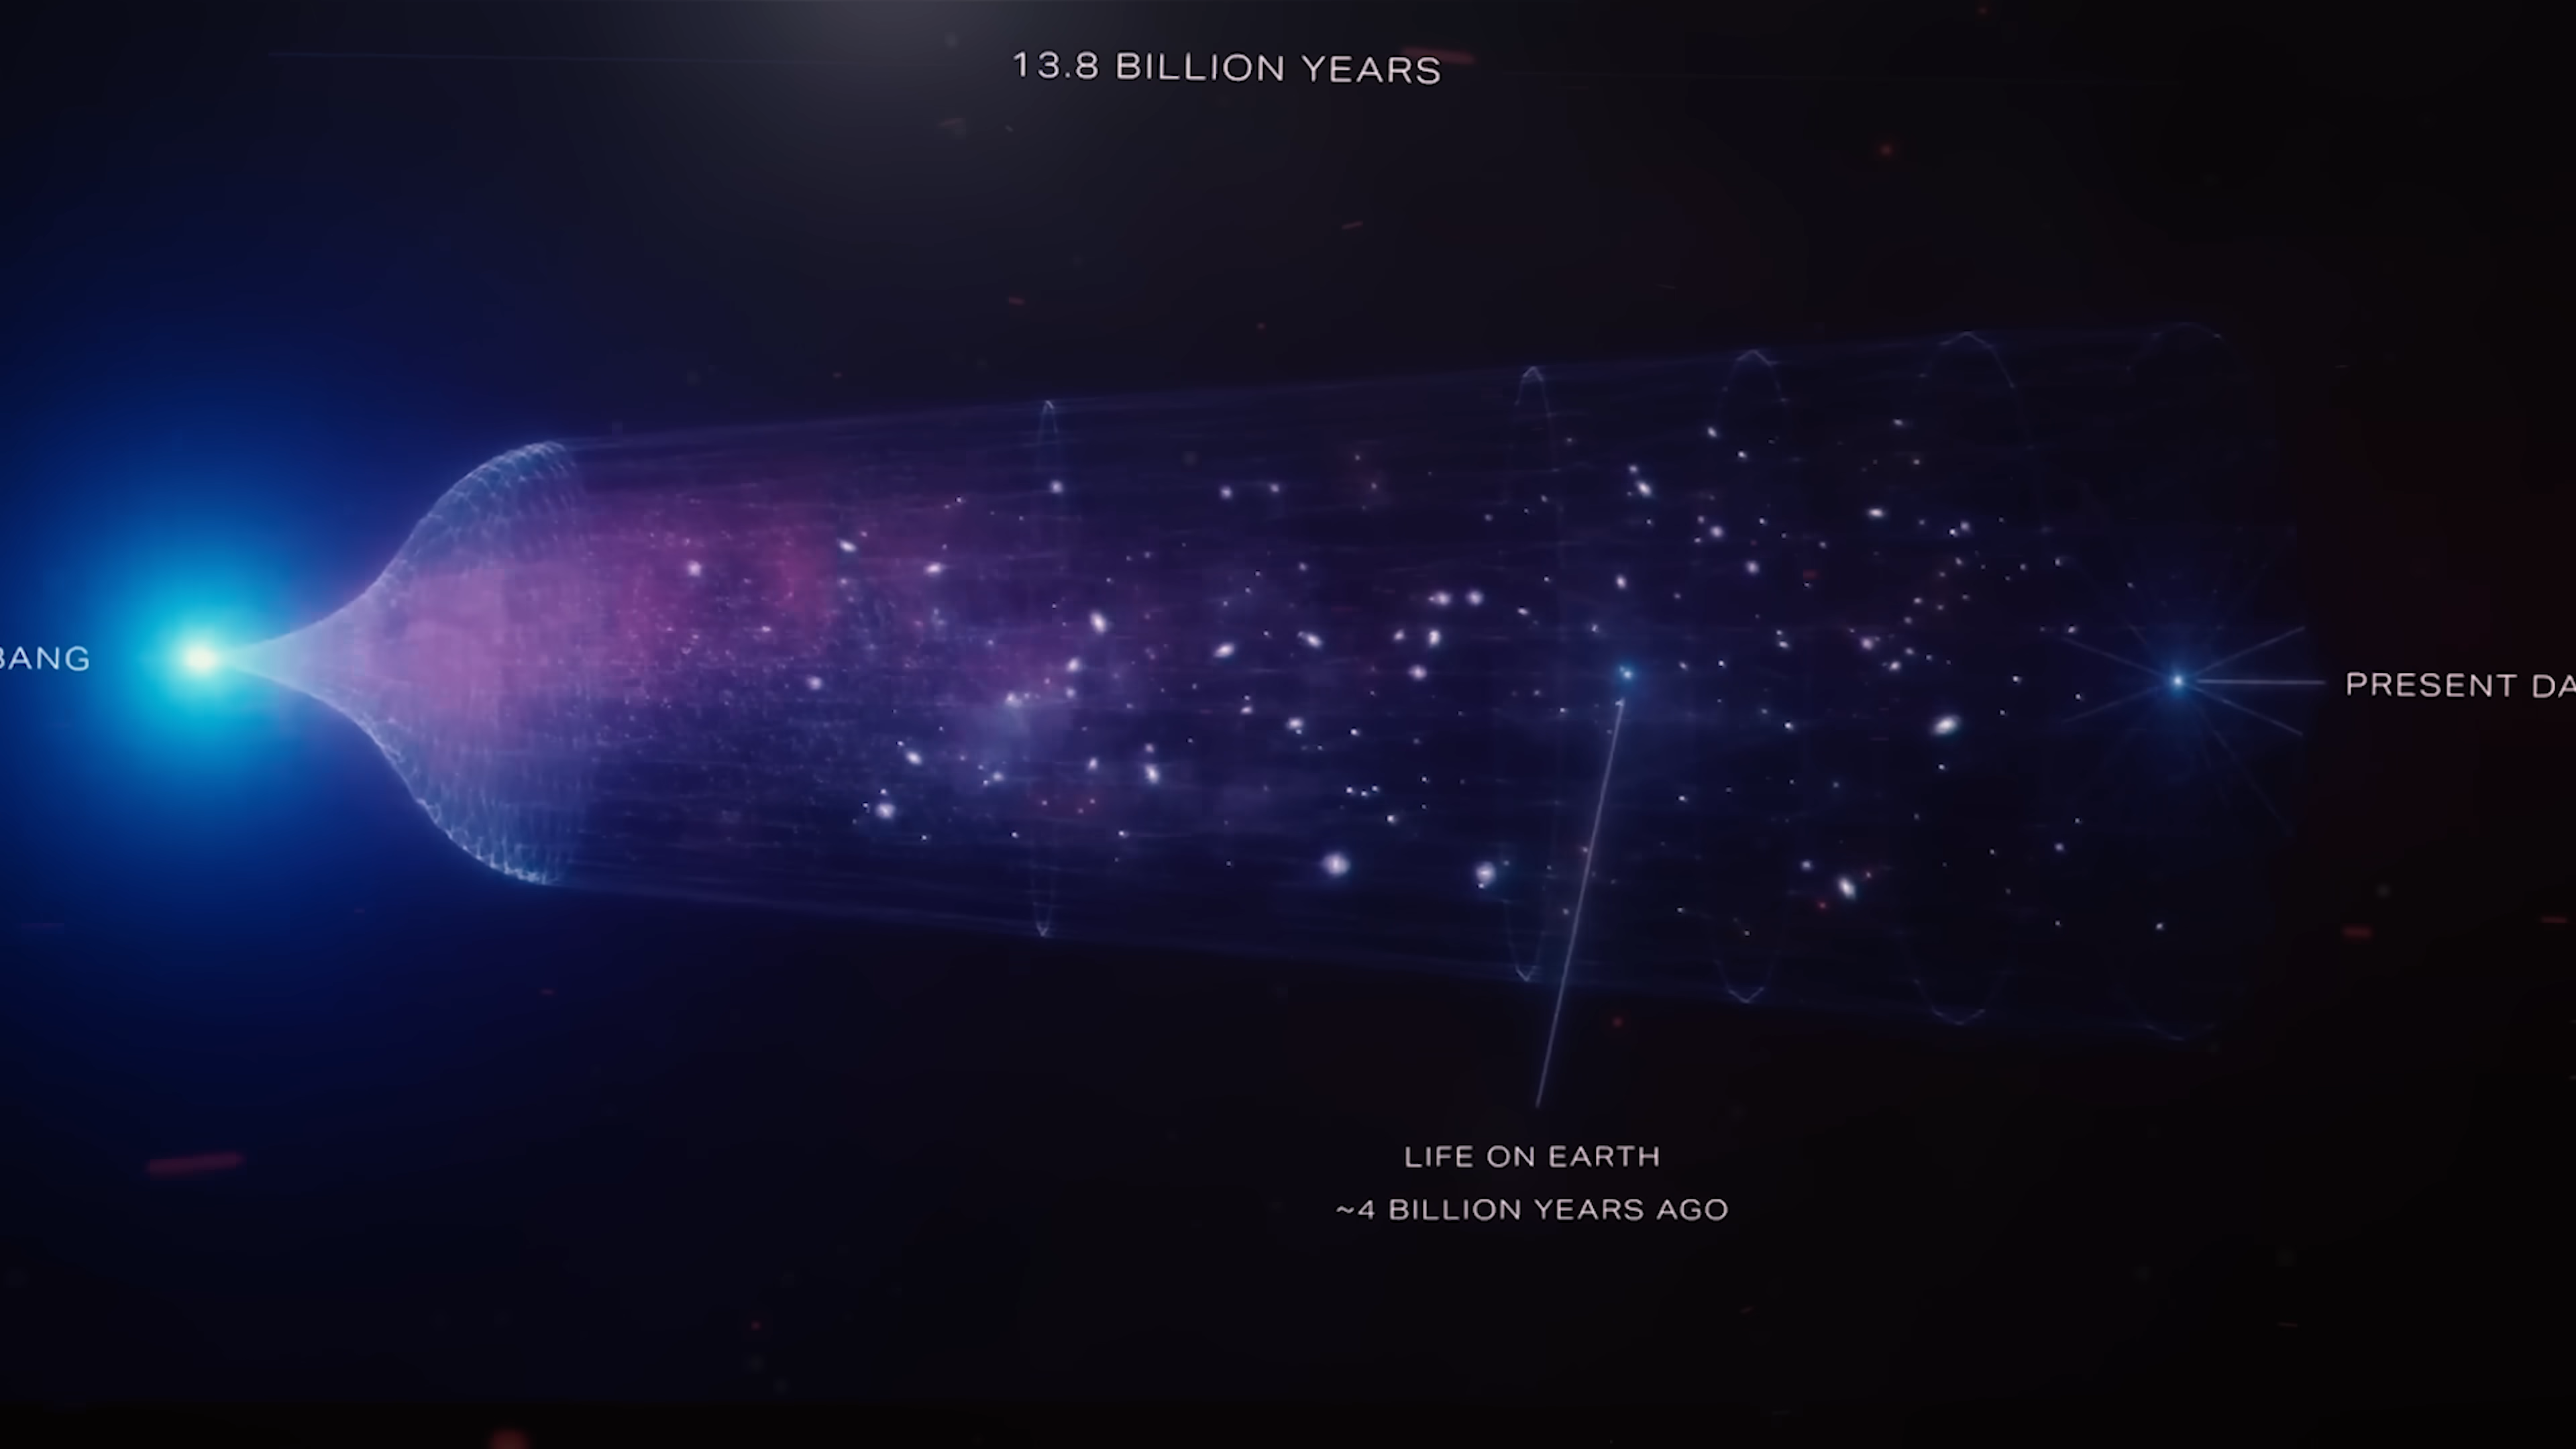 13.8 BILLION YEARS
BANG
PRESENT DA
LIFE ON EARTH
~4 BILLION YEARS AGO